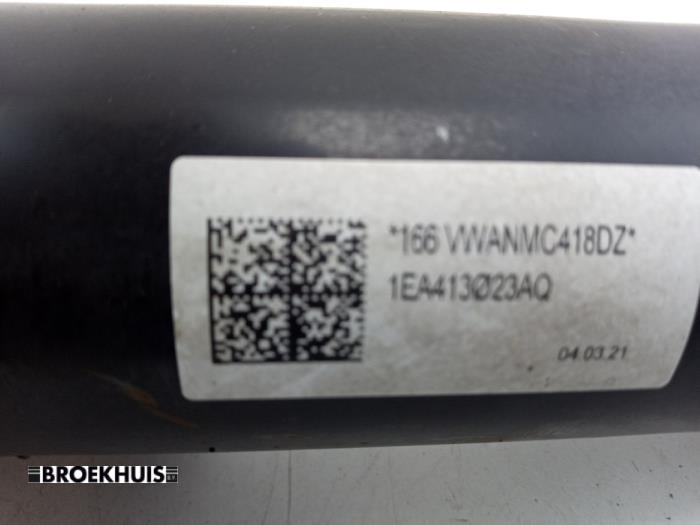 *166 VWANMC418DZ*
1EA413Ø23AQ
04.03.21
BROEKHUIS